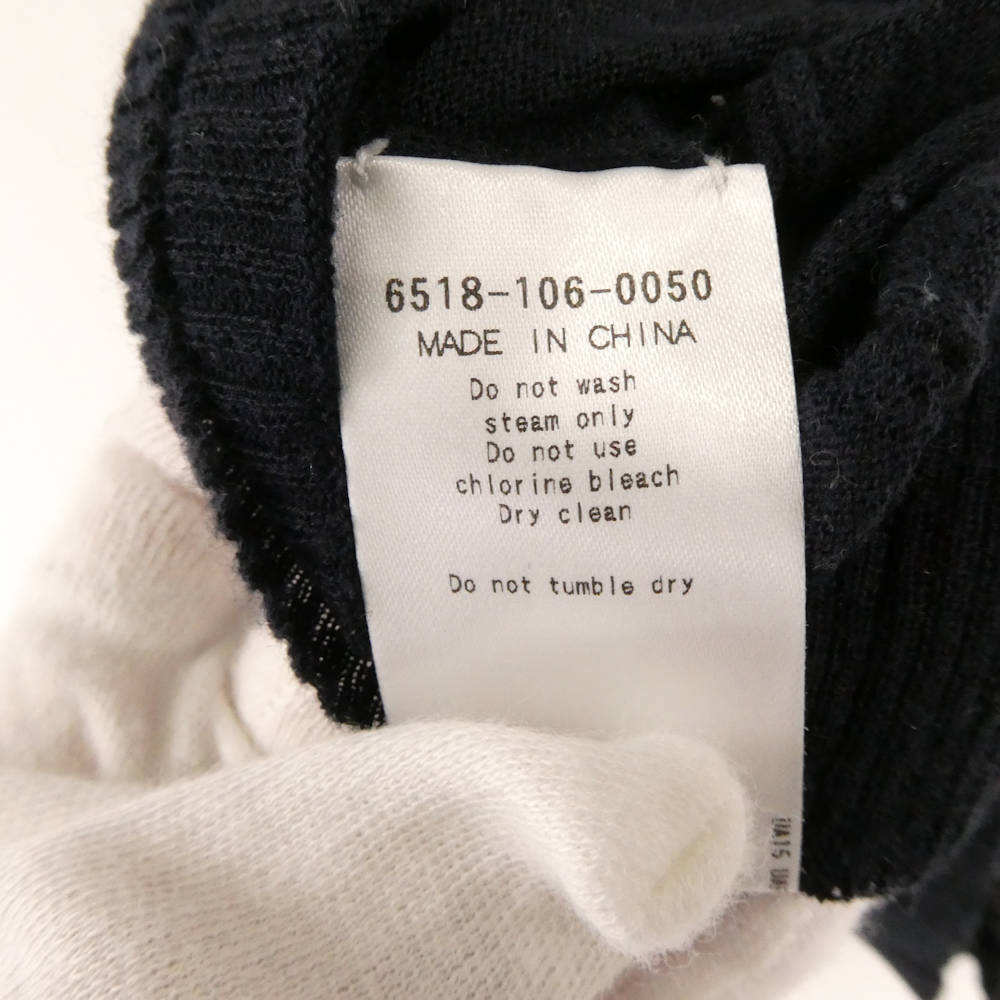 6518-106-0050
MADE IN CHINA
Do not wash
steam only
Do not use
chlorine bleach
Dry clean
Do not tumble dry